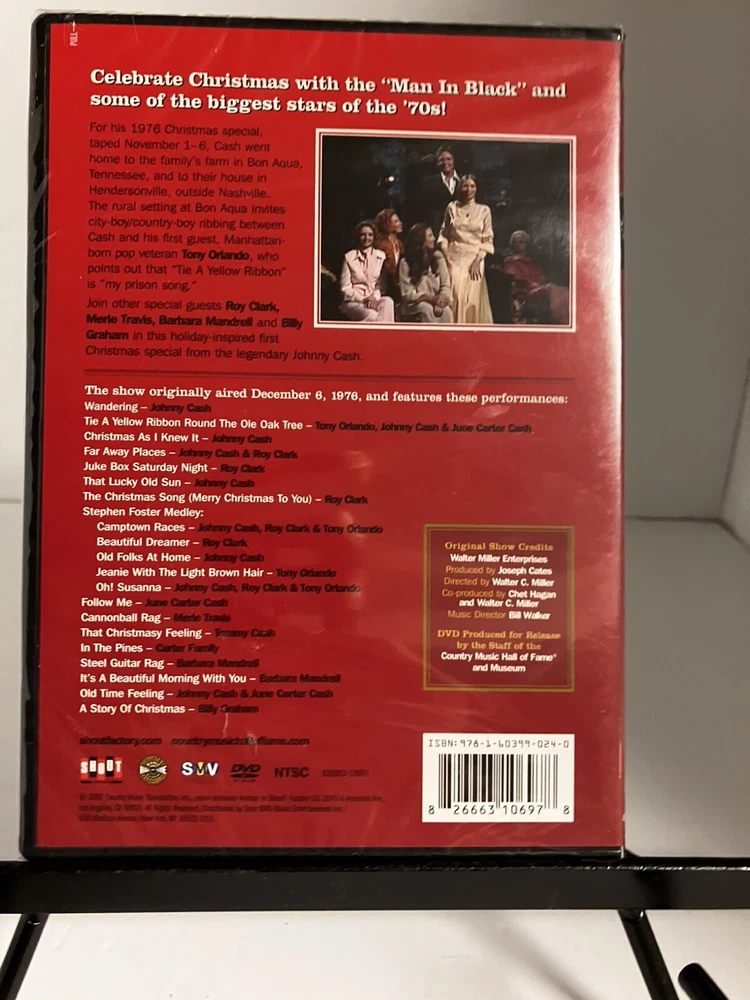 PULL
Celebrate Christmas with the "Man In Black" and
some of the biggest stars of the '70s!
For his 1976 Christmas special,
taped November 1–6, Cash went
home to the family's farm in Bon Aqua,
Tennessee, and to their house in
Hendersonville, outside Nashville.
The rural setting at Bon Aqua invites
city-boy/country-boy ribbing between
Cash and his first guest, Manhattan-
born pop veteran Tony Orlando, who
points out that "Tie A Yellow Ribbon"
is "my prison song."
Join other special guests Roy Clark,
Merle Travis, Barbara Mandrell and Billy
Graham in this holiday-inspired first
Christmas special from the legendary Johnny Cash.
The show originally aired December 6, 1976, and features these performances:
Wandering – Johnny Cash
Tie A Yellow Ribbon Round The Ole Oak Tree – Tony Orlando, Johnny Cash & June Carter Cash
Christmas As I Knew It – Johnny Cash
Far Away Places – Johnny Cash & Roy Clark
Juke Box Saturday Night – Roy Clark
That Lucky Old Sun – Johnny Cash
The Christmas Song (Merry Christmas To You) – Roy Clark
Stephen Foster Medley:
Camptown Races – Johnny Cash, Roy Clark & Tony Orlando
Beautiful Dreamer – Roy Clark
Old Folks At Home – Johnny Cash
Jeanie With The Light Brown Hair – Tony Orlando
Oh! Susanna – Johnny Cash, Roy Clark & Tony Orlando
Follow Me – June Carter Cash
Cannonball Rag – Merle Travis
That Christmasy Feeling – Tommy Cash
In The Pines – Carter Family
Steel Guitar Rag – Barbara Mandrell
It's A Beautiful Morning With You – Barbara Mandrell
Old Time Feeling – Johnny Cash & June Carter Cash
A Story Of Christmas – Billy Graham
Original Show Credits
Walter Miller Enterprises
Produced by Joseph Cates
Directed by Walter C. Miller
Co-produced by Chet Hagan
and Walter C. Miller
Music Director Bill Walker
DVD Produced for Release
by the Staff of the
Country Music Hall of Fame®
and Museum
shoutfactory.com countrymusichalloffame.com
SHOUT SMV DVD NTSC
ISBN: 978-1-60399-024-0
8 26663 10697 8